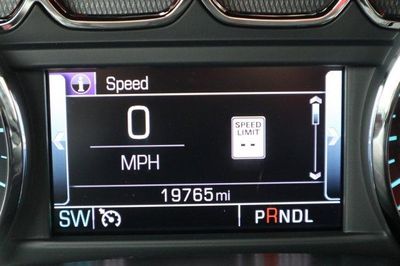 Speed
0
MPH
SPEED
LIMIT
--
19765mi
SW PRNDL